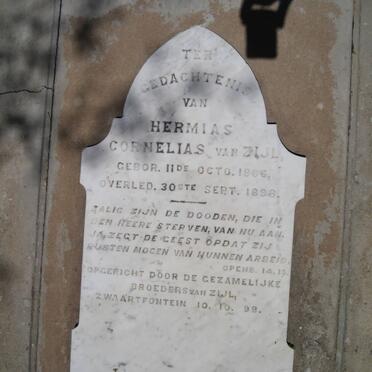 TER
GEDACHTENIS
VAN
HERMIAS
CORNELIAS VAN ZIJL,
GEBOR. 11DE OCTO. 1866,
OVERLED. 30STE SEPT. 1898.
ZALIG ZIJN DE DOODEN, DIE IN
DEN HEERE STERVEN, VAN NU AAN.
JA, ZEGT DE GEEST OPDAT ZIJ
RUSTEN MOGEN VAN HUNNEN ARBEID.
OPENB. 14. 13.
OPGERICHT DOOR DE GEZAMELIJKE
BROEDERS VAN ZIJL,
ZWAARTFONTEIN 10. 10. 99.